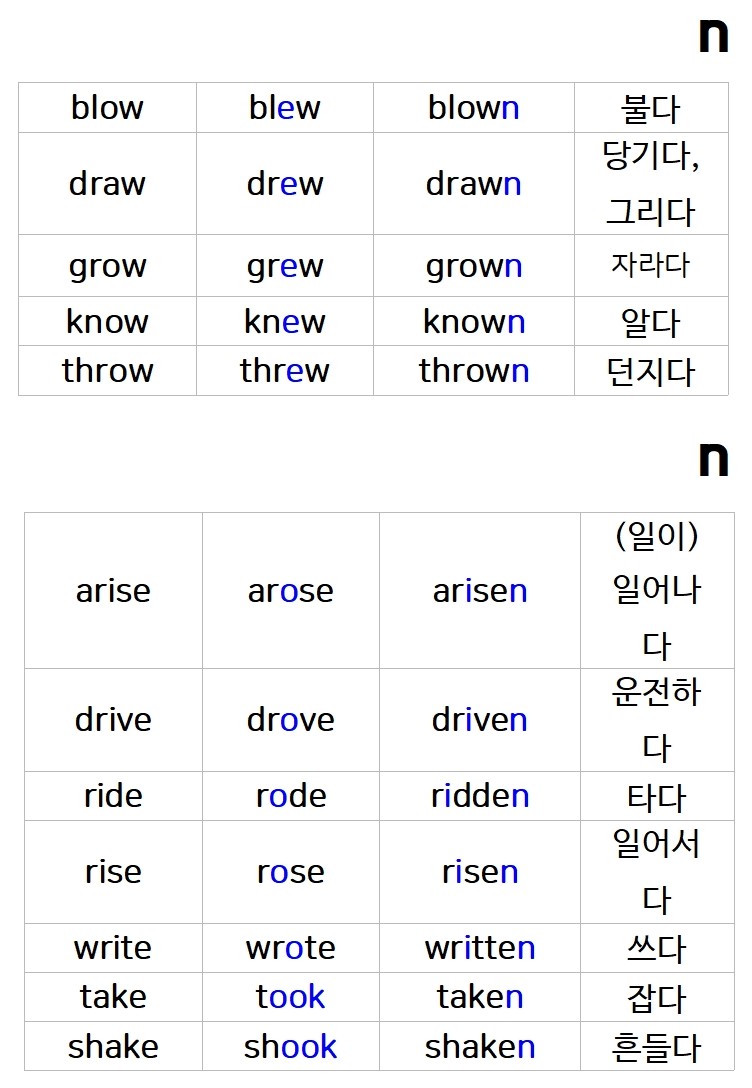 n
blow blew blown 불다
draw drew drawn 당기다,
그리다
grow grew grown 자라다
know knew known 알다
throw threw thrown 던지다
n
arise arose arisen (일이)
일어나
다
drive drove driven 운전하
다
ride rode ridden 타다
rise rose risen 일어서
다
write wrote written 쓰다
take took taken 잡다
shake shook shaken 흔들다